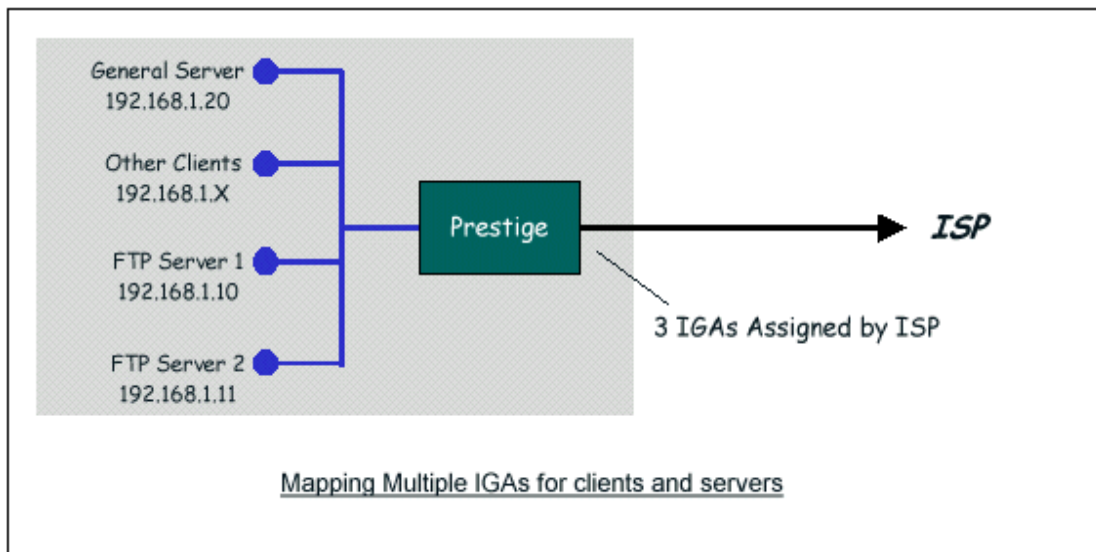 General Server
192.168.1.20
Other Clients
192.168.1.X
FTP Server 1
192.168.1.10
FTP Server 2
192.168.1.11
Prestige
ISP
3 IGAs Assigned by ISP
Mapping Multiple IGAs for clients and servers